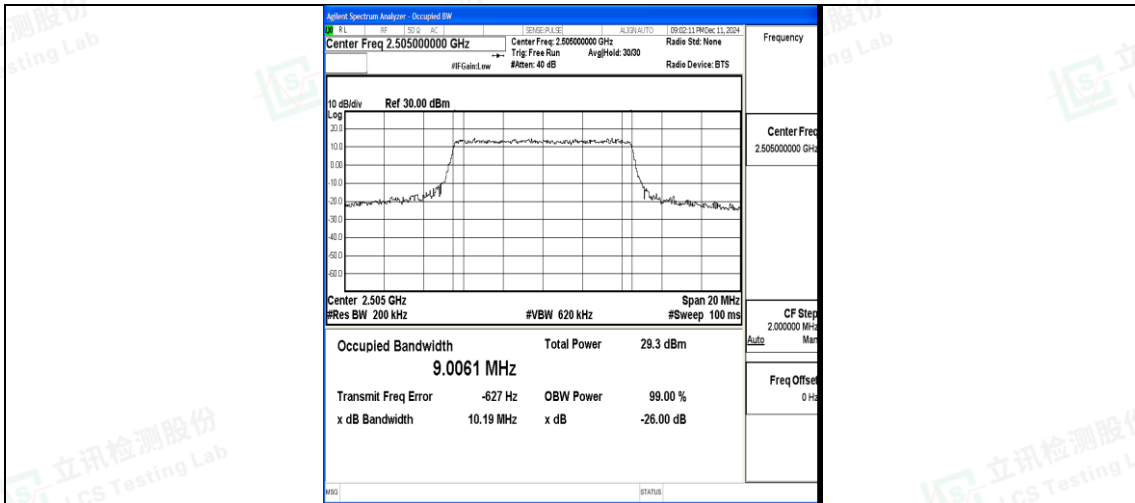 Agilent Spectrum Analyzer - Occupied BW
RL RF 50 Ω AC SENSE:PULSE ALIGN AUTO 09:02:11 PM Dec 11, 2024
Center Freq 2.505000000 GHz
Center Freq: 2.505000000 GHz
Radio Std: None
Trig: Free Run Avg|Hold: 30/30
#IFGain:Low #Atten: 40 dB Radio Device: BTS
Frequency
10 dB/div Ref 30.00 dBm
Log
20.0
10.0
0.00
-10.0
-20.0
-30.0
-40.0
-50.0
-60.0
Center Freq
2.505000000 GHz
Center 2.505 GHz Span 20 MHz
#Res BW 200 kHz #VBW 620 kHz #Sweep 100 ms
CF Step
2.000000 MHz
Auto Man
Occupied Bandwidth Total Power 29.3 dBm
9.0061 MHz
Transmit Freq Error -627 Hz OBW Power 99.00 %
x dB Bandwidth 10.19 MHz x dB -26.00 dB
Freq Offset
0 Hz
MSG STATUS
立讯检测股份
LCS Testing Lab